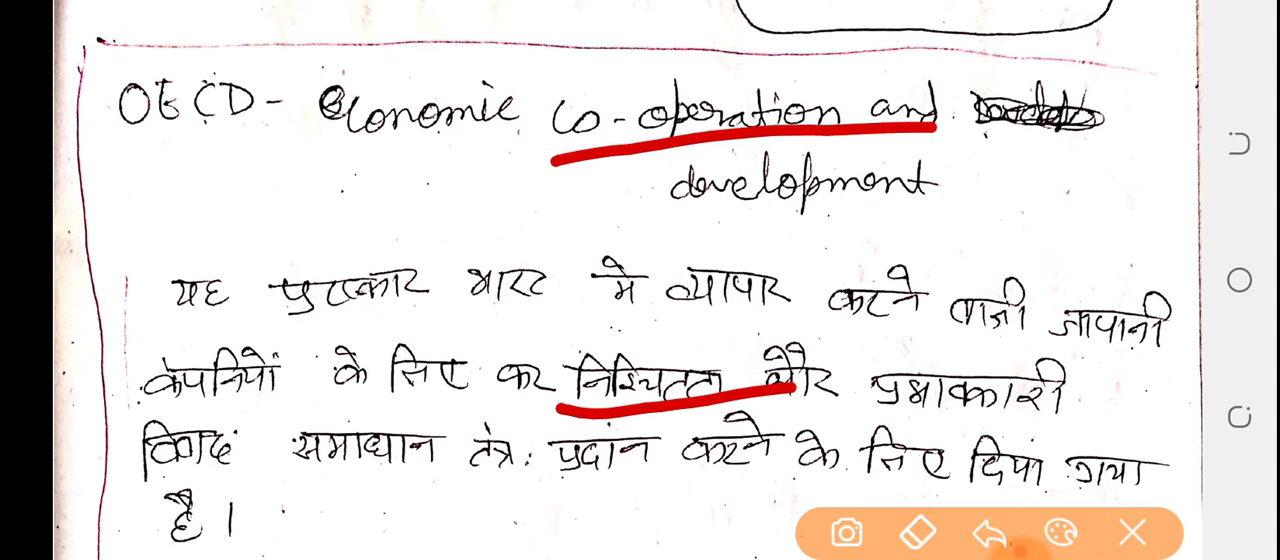 OECD - Economic co-operation and
development
यह पुरस्कार भारत मे व्यापार करने वाली जापानी
कंपनियों के लिए कर निश्चितता और प्रभावकारी
विवाद समाधान तंत्र प्रदान करने के लिए दिया गया
है।